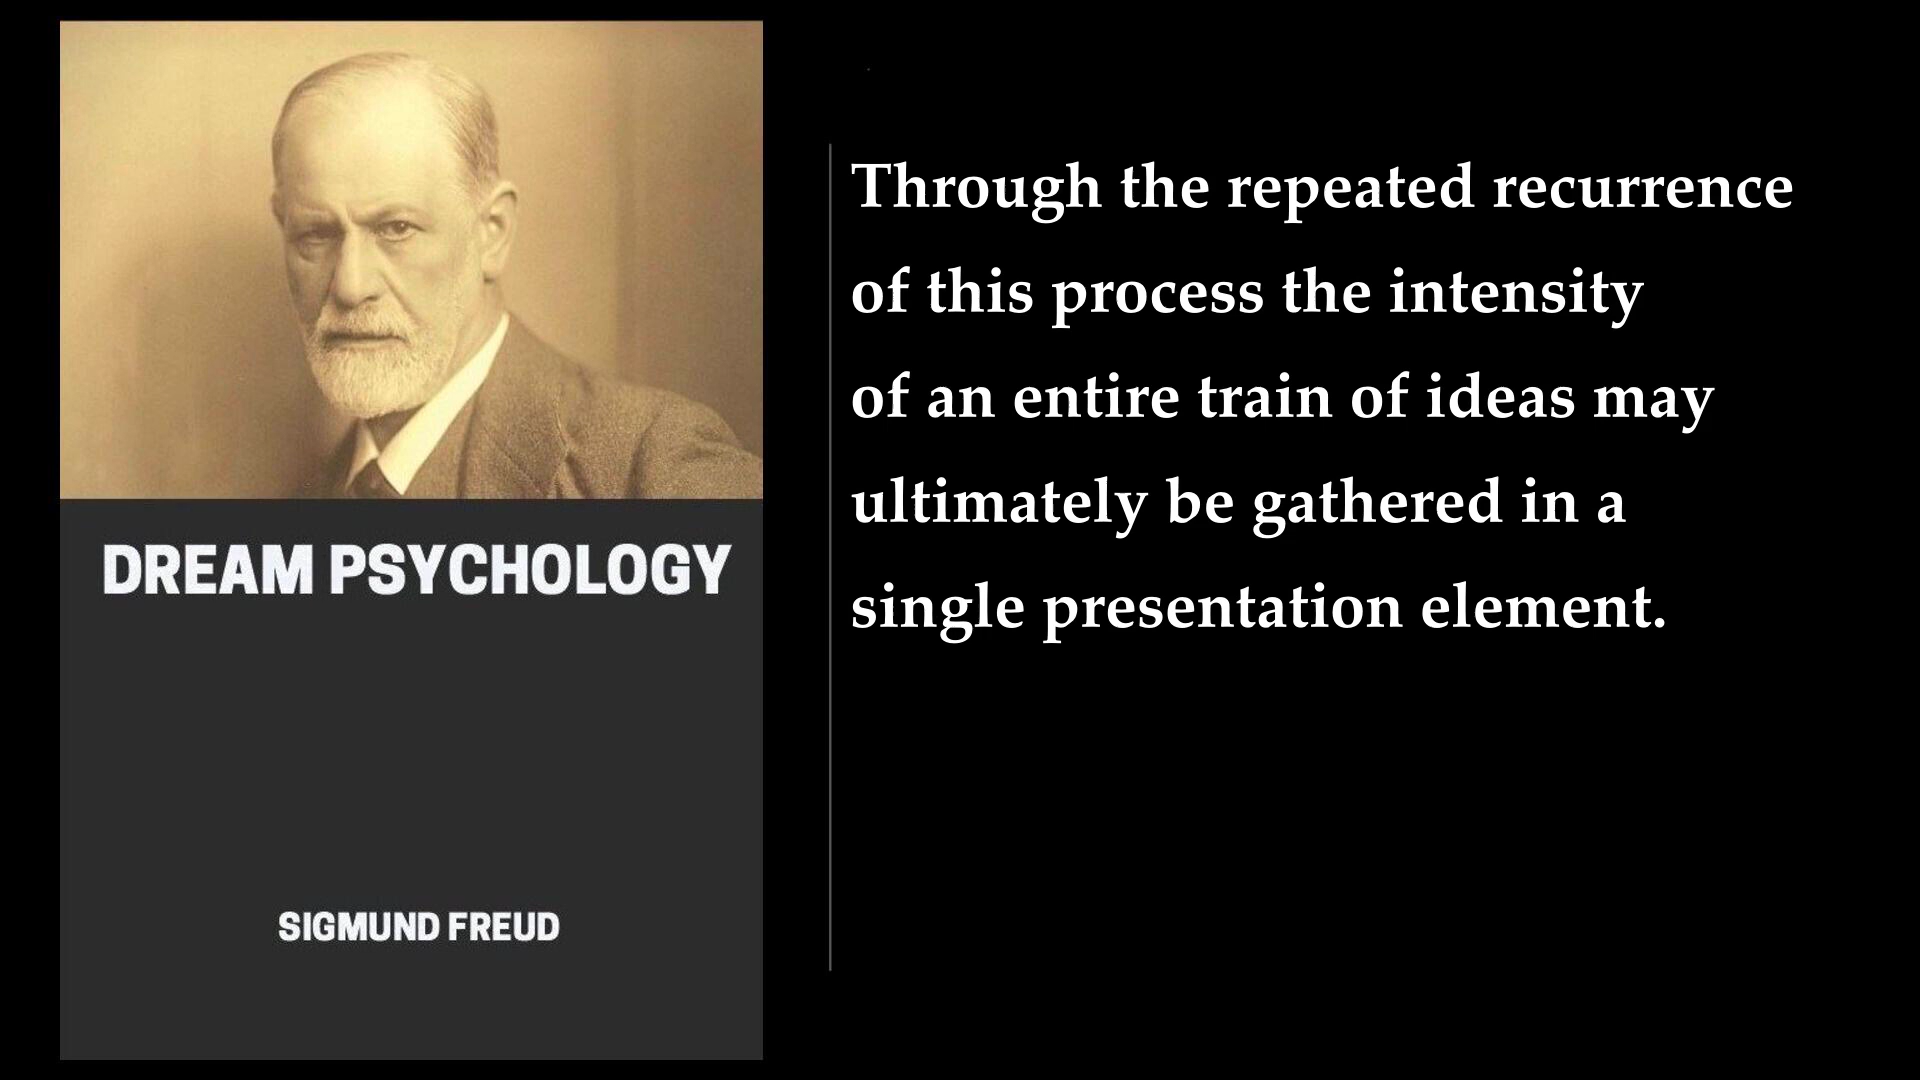 DREAM PSYCHOLOGY
SIGMUND FREUD
Through the repeated recurrence
of this process the intensity
of an entire train of ideas may
ultimately be gathered in a
single presentation element.